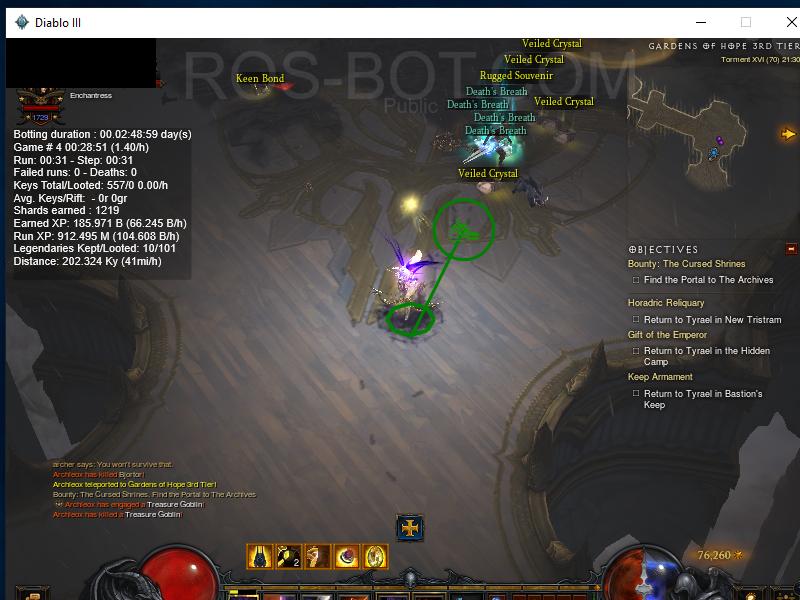 Diablo III
ROS-BOT.COM
Public
Veiled Crystal
Veiled Crystal
Rugged Souvenir
Keen Bond
Death's Breath
Death's Breath
Veiled Crystal
Death's Breath
Death's Breath
Veiled Crystal
GARDENS OF HOPE 3RD TIER
Torment XVI (70) 21:30
Enchantress
1729
Botting duration : 00.02:48:59 day(s)
Game # 4 00:28:51 (1.40/h)
Run: 00:31 - Step: 00:31
Failed runs: 0 - Deaths: 0
Keys Total/Looted: 557/0 0.00/h
Avg. Keys/Rift: - 0r 0gr
Shards earned : 1219
Earned XP: 185.971 B (66.245 B/h)
Run XP: 912.495 M (104.608 B/h)
Legendaries Kept/Looted: 10/101
Distance: 202.324 Ky (41mi/h)
OBJECTIVES
Bounty: The Cursed Shrines
Find the Portal to The Archives
Horadric Reliquary
Return to Tyrael in New Tristram
Gift of the Emperor
Return to Tyrael in the Hidden
Camp
Keep Armament
Return to Tyrael in Bastion's
Keep
archer says: You won't survive that.
Archleox has killed Bjortor!
Archleox teleported to Gardens of Hope 3rd Tier!
Bounty: The Cursed Shrines, Find the Portal to The Archives
Archleox has engaged a Treasure Goblin!
Archleox has killed a Treasure Goblin!
2
76,260